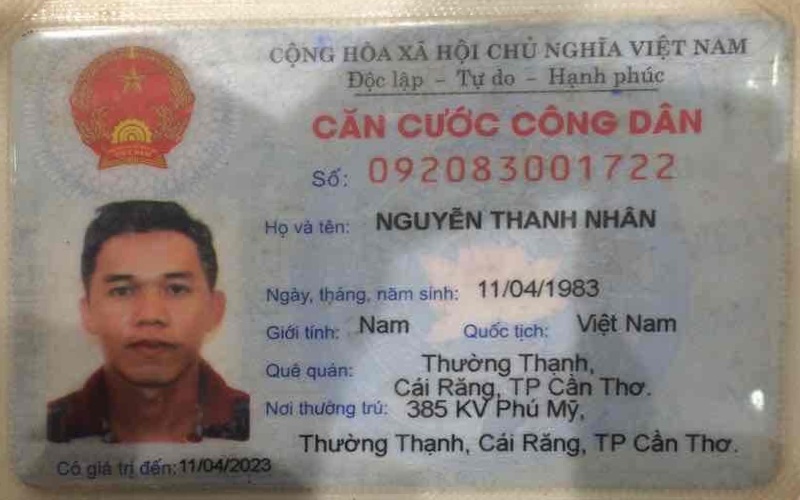 CỘNG HÒA XÃ HỘI CHỦ NGHĨA VIỆT NAM
Độc lập – Tự do – Hạnh phúc
CĂN CƯỚC CÔNG DÂN
Số: 092083001722
Họ và tên: NGUYỄN THANH NHÂN
Ngày, tháng, năm sinh: 11/04/1983
Giới tính: Nam Quốc tịch: Việt Nam
Quê quán: Thường Thạnh,
Cái Răng, TP Cần Thơ.
Nơi thường trú: 385 KV Phú Mỹ,
Thường Thạnh, Cái Răng, TP Cần Thơ.
Có giá trị đến: 11/04/2023